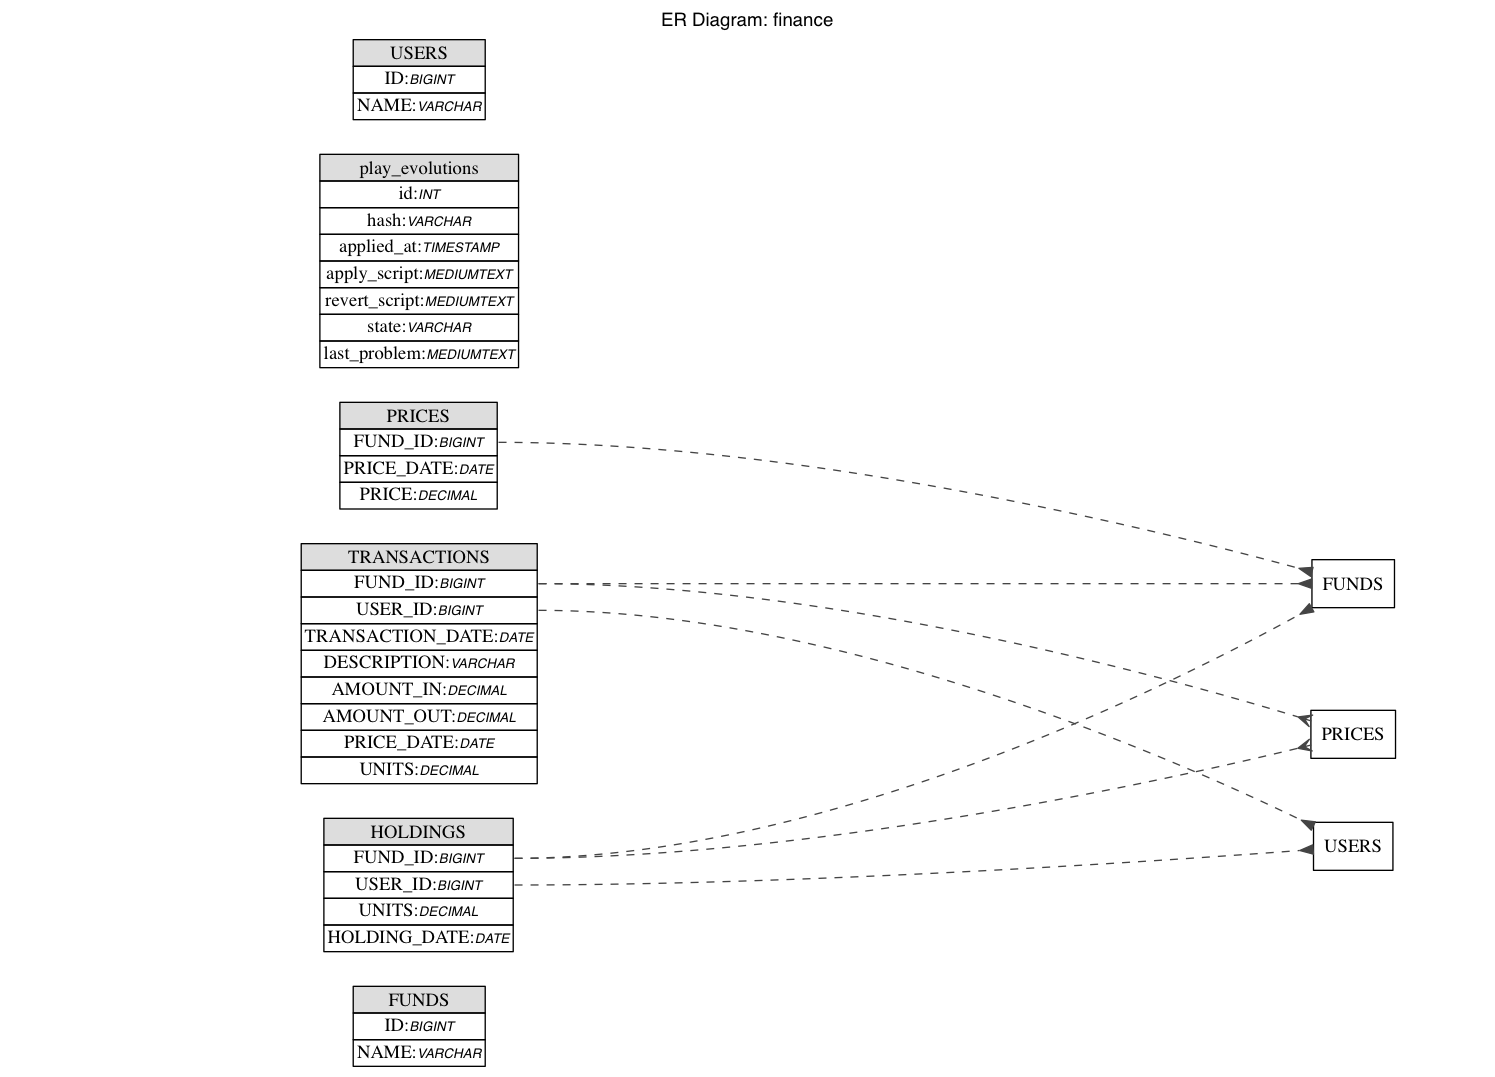 ER Diagram: finance
USERS
ID:BIGINT
NAME:VARCHAR
play_evolutions
id:INT
hash:VARCHAR
applied_at:TIMESTAMP
apply_script:MEDIUMTEXT
revert_script:MEDIUMTEXT
state:VARCHAR
last_problem:MEDIUMTEXT
PRICES
FUND_ID:BIGINT
PRICE_DATE:DATE
PRICE:DECIMAL
TRANSACTIONS
FUND_ID:BIGINT
USER_ID:BIGINT
TRANSACTION_DATE:DATE
DESCRIPTION:VARCHAR
AMOUNT_IN:DECIMAL
AMOUNT_OUT:DECIMAL
PRICE_DATE:DATE
UNITS:DECIMAL
HOLDINGS
FUND_ID:BIGINT
USER_ID:BIGINT
UNITS:DECIMAL
HOLDING_DATE:DATE
FUNDS
ID:BIGINT
NAME:VARCHAR
FUNDS
PRICES
USERS